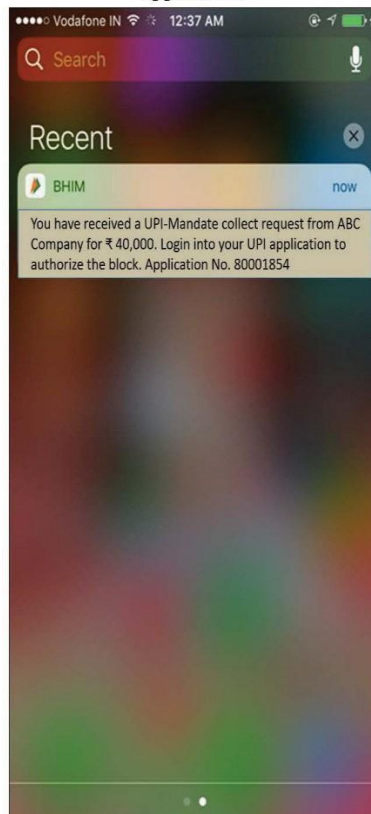 Vodafone IN 12:37 AM
Search
Recent
BHIM now
You have received a UPI-Mandate collect request from ABC
Company for ₹ 40,000. Login into your UPI application to
authorize the block. Application No. 80001854